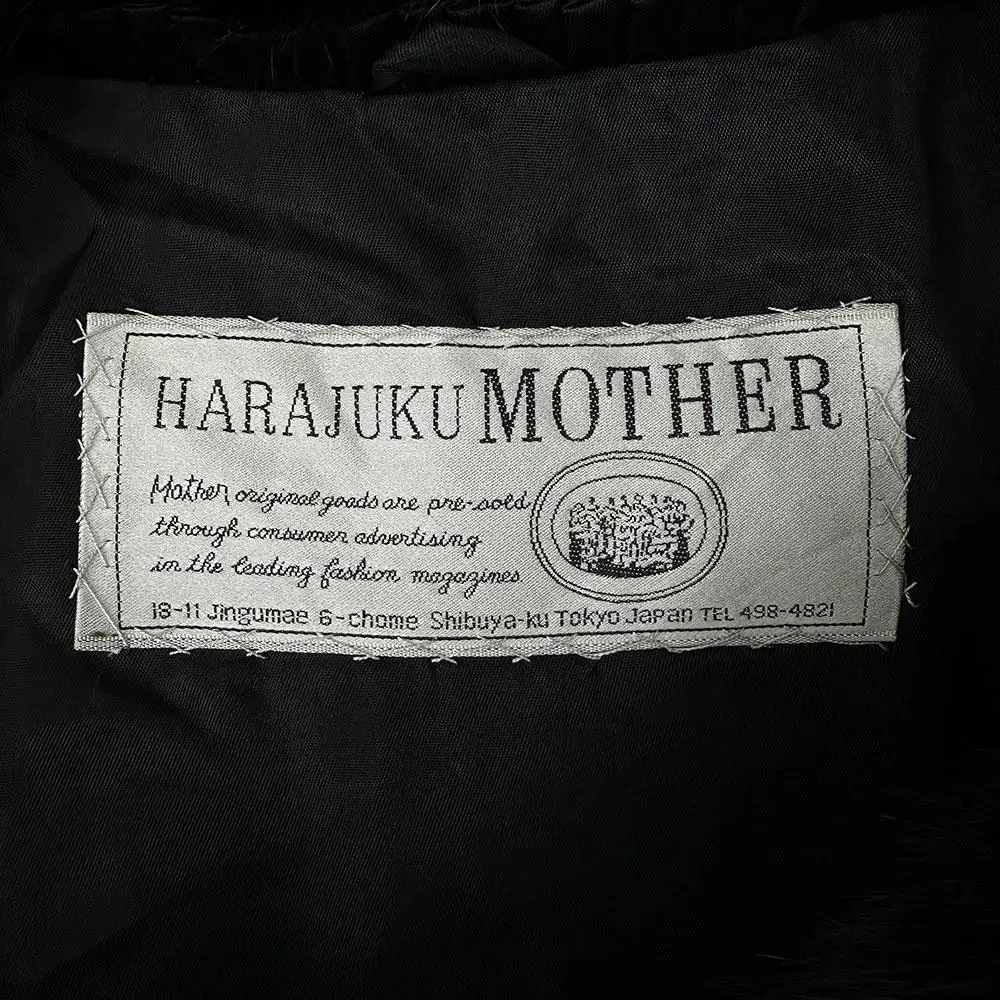 HARAJUKU MOTHER
Mother original goods are pre-sold
through consumer advertising
in the leading fashion magazines.
18-11 Jingumae 6-chome Shibuya-ku Tokyo Japan TEL 498-4821